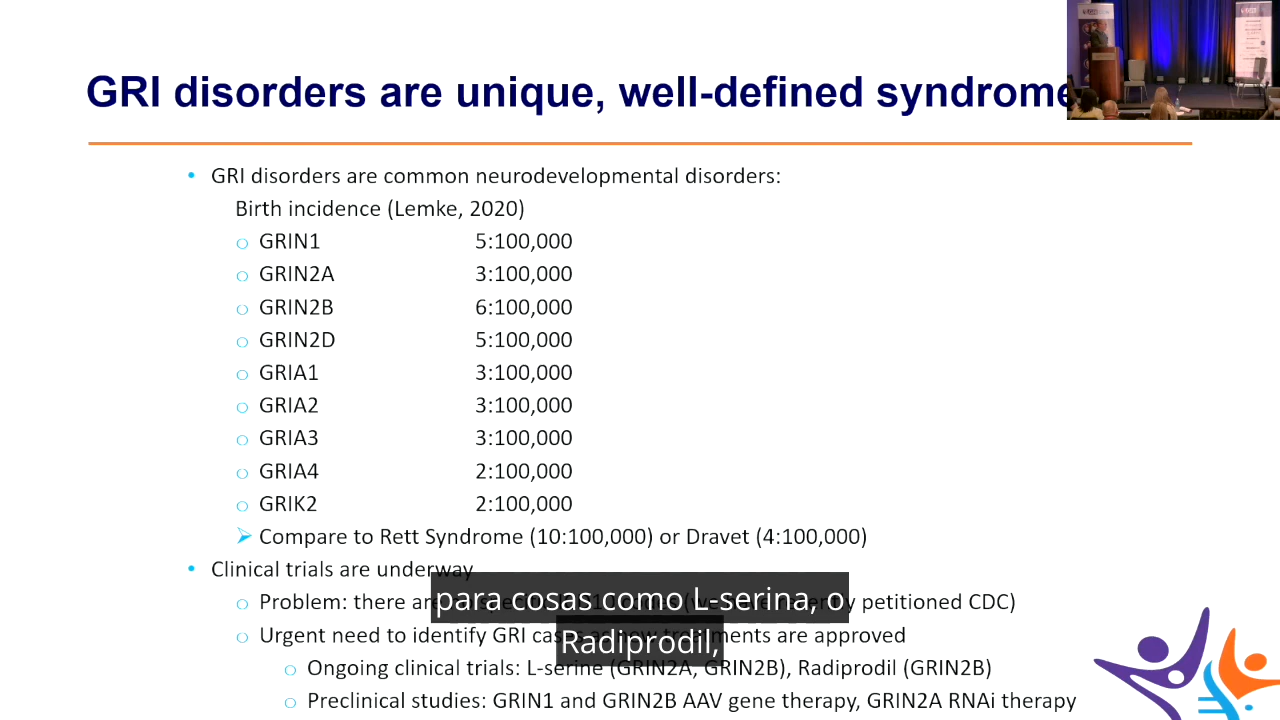 GRI disorders are unique, well-defined syndrome
• GRI disorders are common neurodevelopmental disorders:
Birth incidence (Lemke, 2020)
○ GRIN1 5:100,000
○ GRIN2A 3:100,000
○ GRIN2B 6:100,000
○ GRIN2D 5:100,000
○ GRIA1 3:100,000
○ GRIA2 3:100,000
○ GRIA3 3:100,000
○ GRIA4 2:100,000
○ GRIK2 2:100,000
➢ Compare to Rett Syndrome (10:100,000) or Dravet (4:100,000)
• Clinical trials are underway
○ Problem: there are petitioned CDC)
○ Urgent need to identify GRI are approved
○ Ongoing clinical trials: L-serine (GRIN2A, GRIN2B), Radiprodil (GRIN2B)
○ Preclinical studies: GRIN1 and GRIN2B AAV gene therapy, GRIN2A RNAi therapy
para cosas como L-serina, o
Radiprodil,